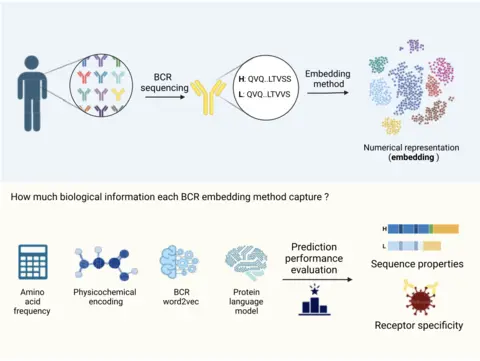 BCR
sequencing
H: QVQ..LTVSS
L: QVQ..LTVVS
Embedding
method
Numerical representation
(embedding )
How much biological information each BCR embedding method capture ?
Amino
acid
frequency
Physicochemical
encoding
BCR
word2vec
Protein
language
model
Prediction
performance
evaluation
H
L
Sequence properties
Receptor specificity